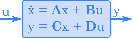 u
ẋ = Ax + Bu
y = Cx + Du
y